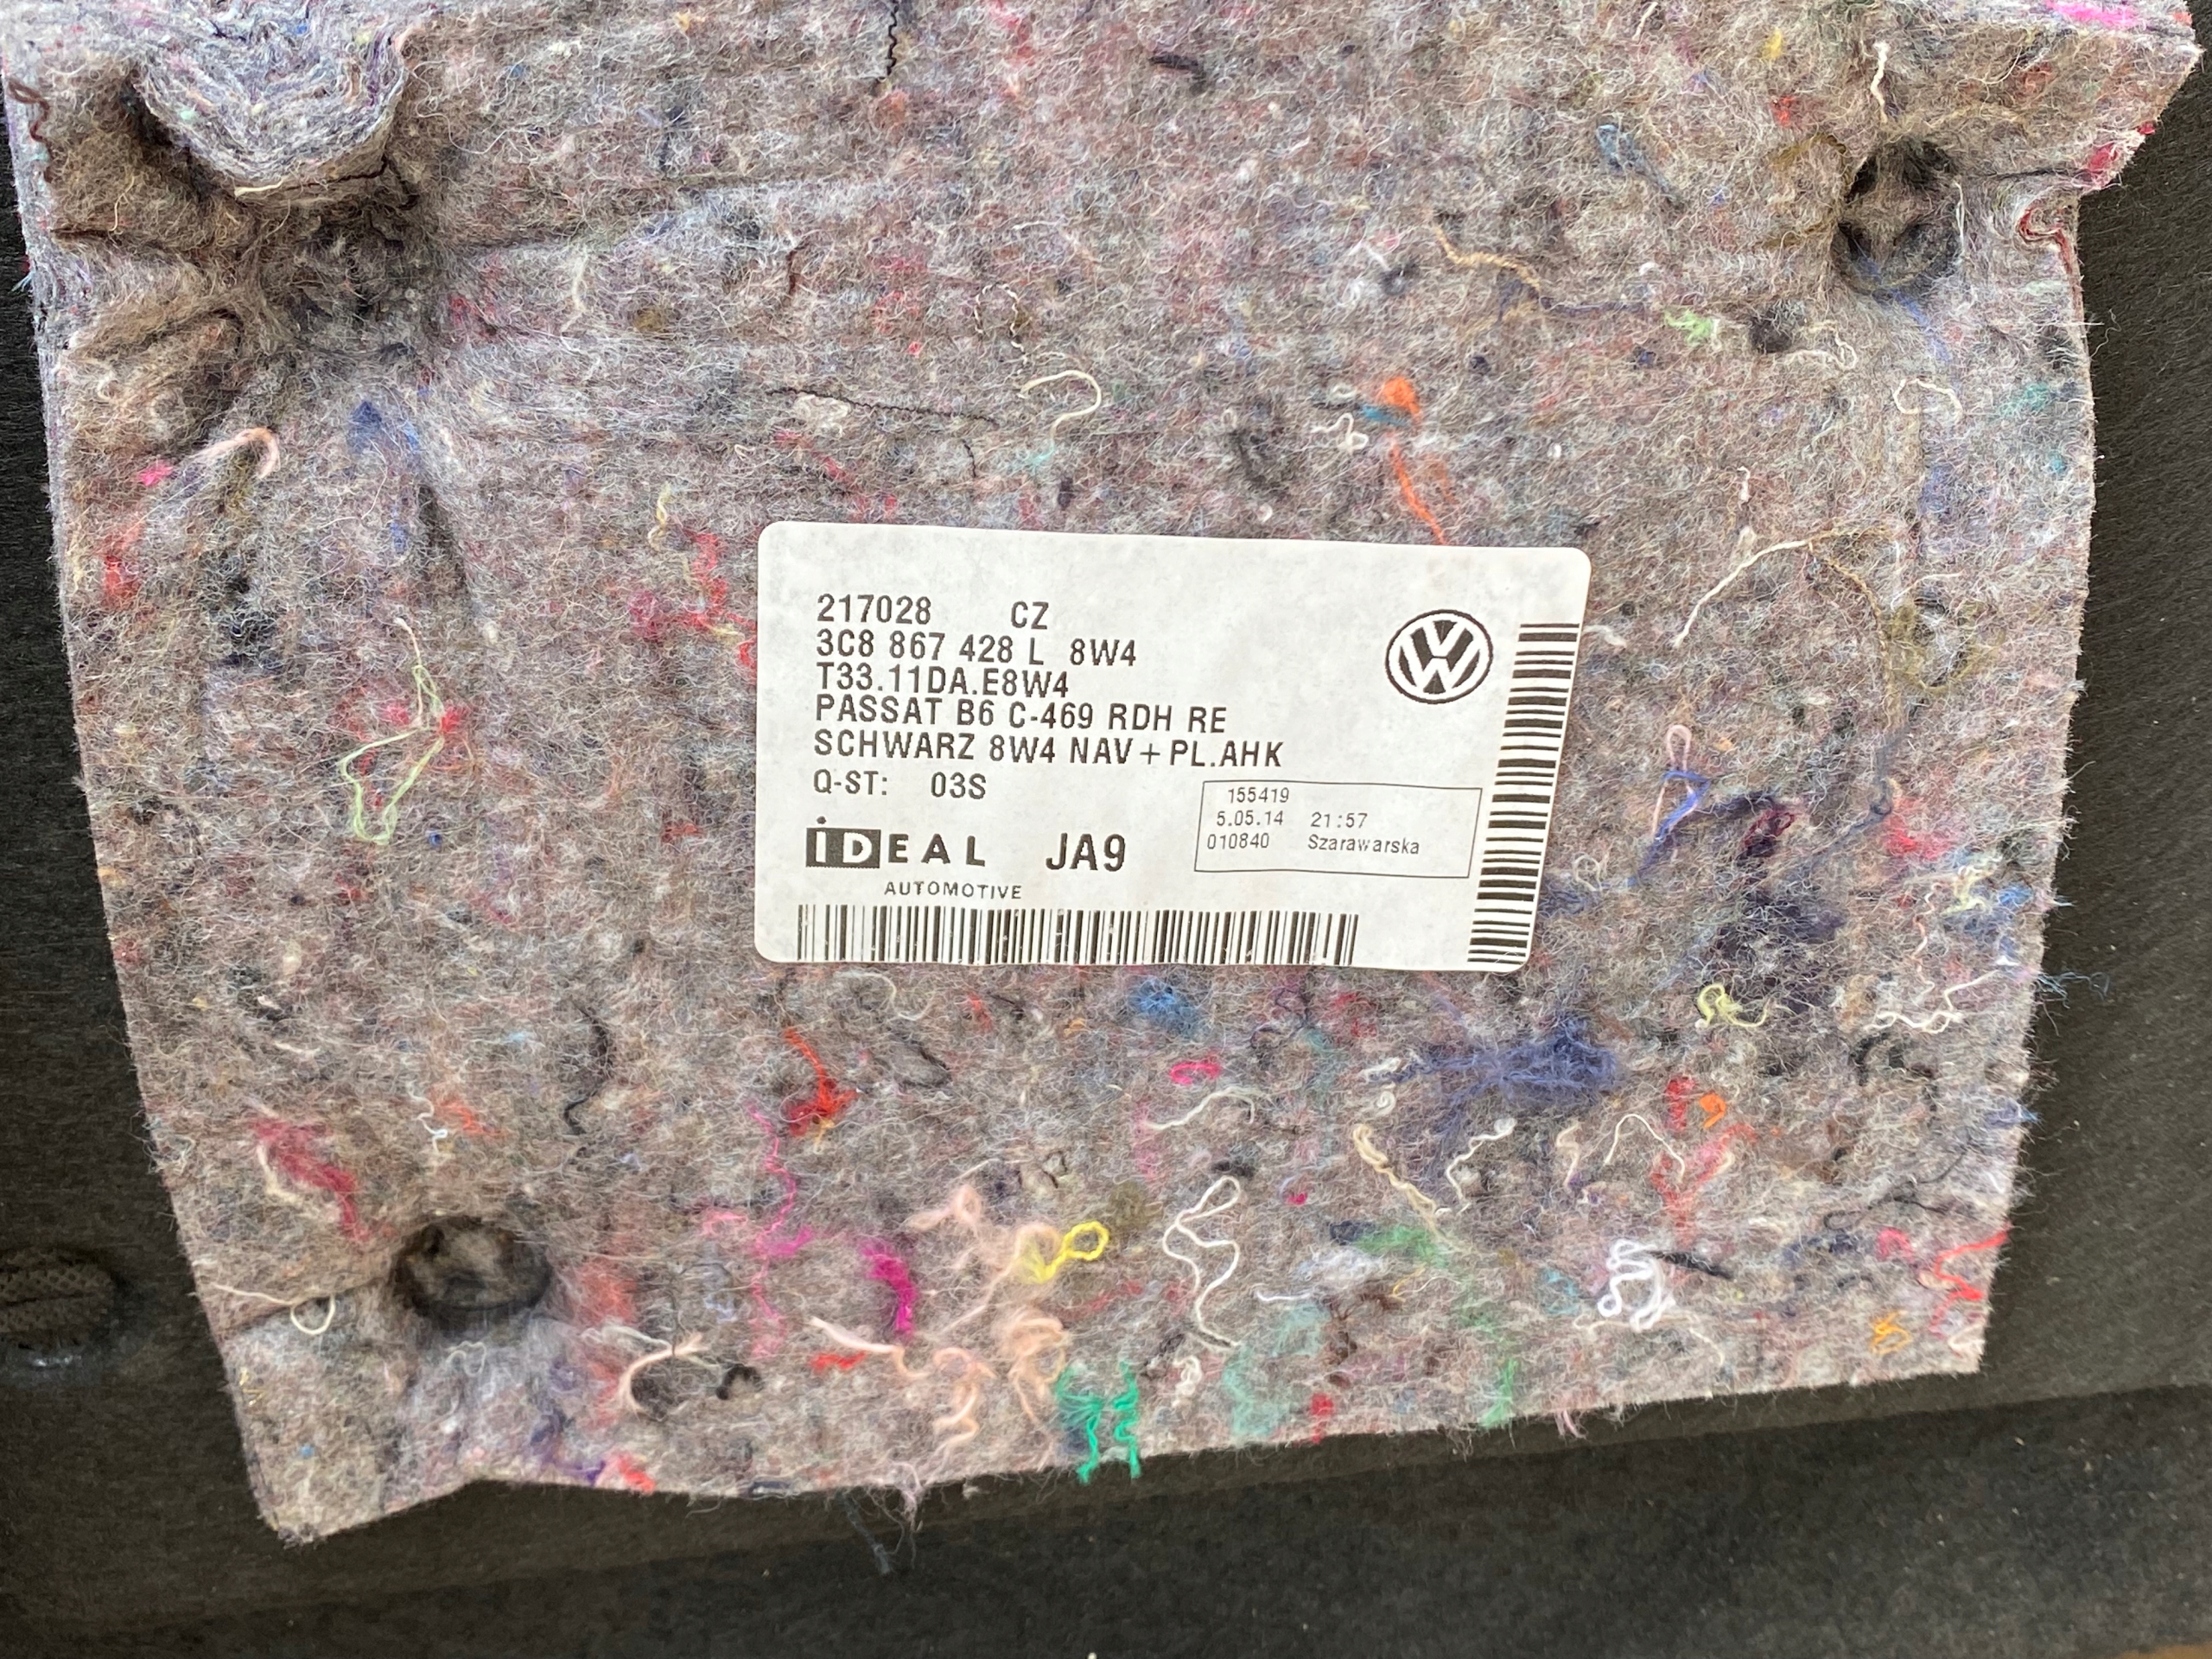 217028 CZ
3C8 867 428 L 8W4
T33.11DA.E8W4
PASSAT B6 C-469 RDH RE
SCHWARZ 8W4 NAV+PL.AHK
Q-ST: 03S
155419
5.05.14 21:57
010840 Szarawarska
iDEAL JA9
AUTOMOTIVE